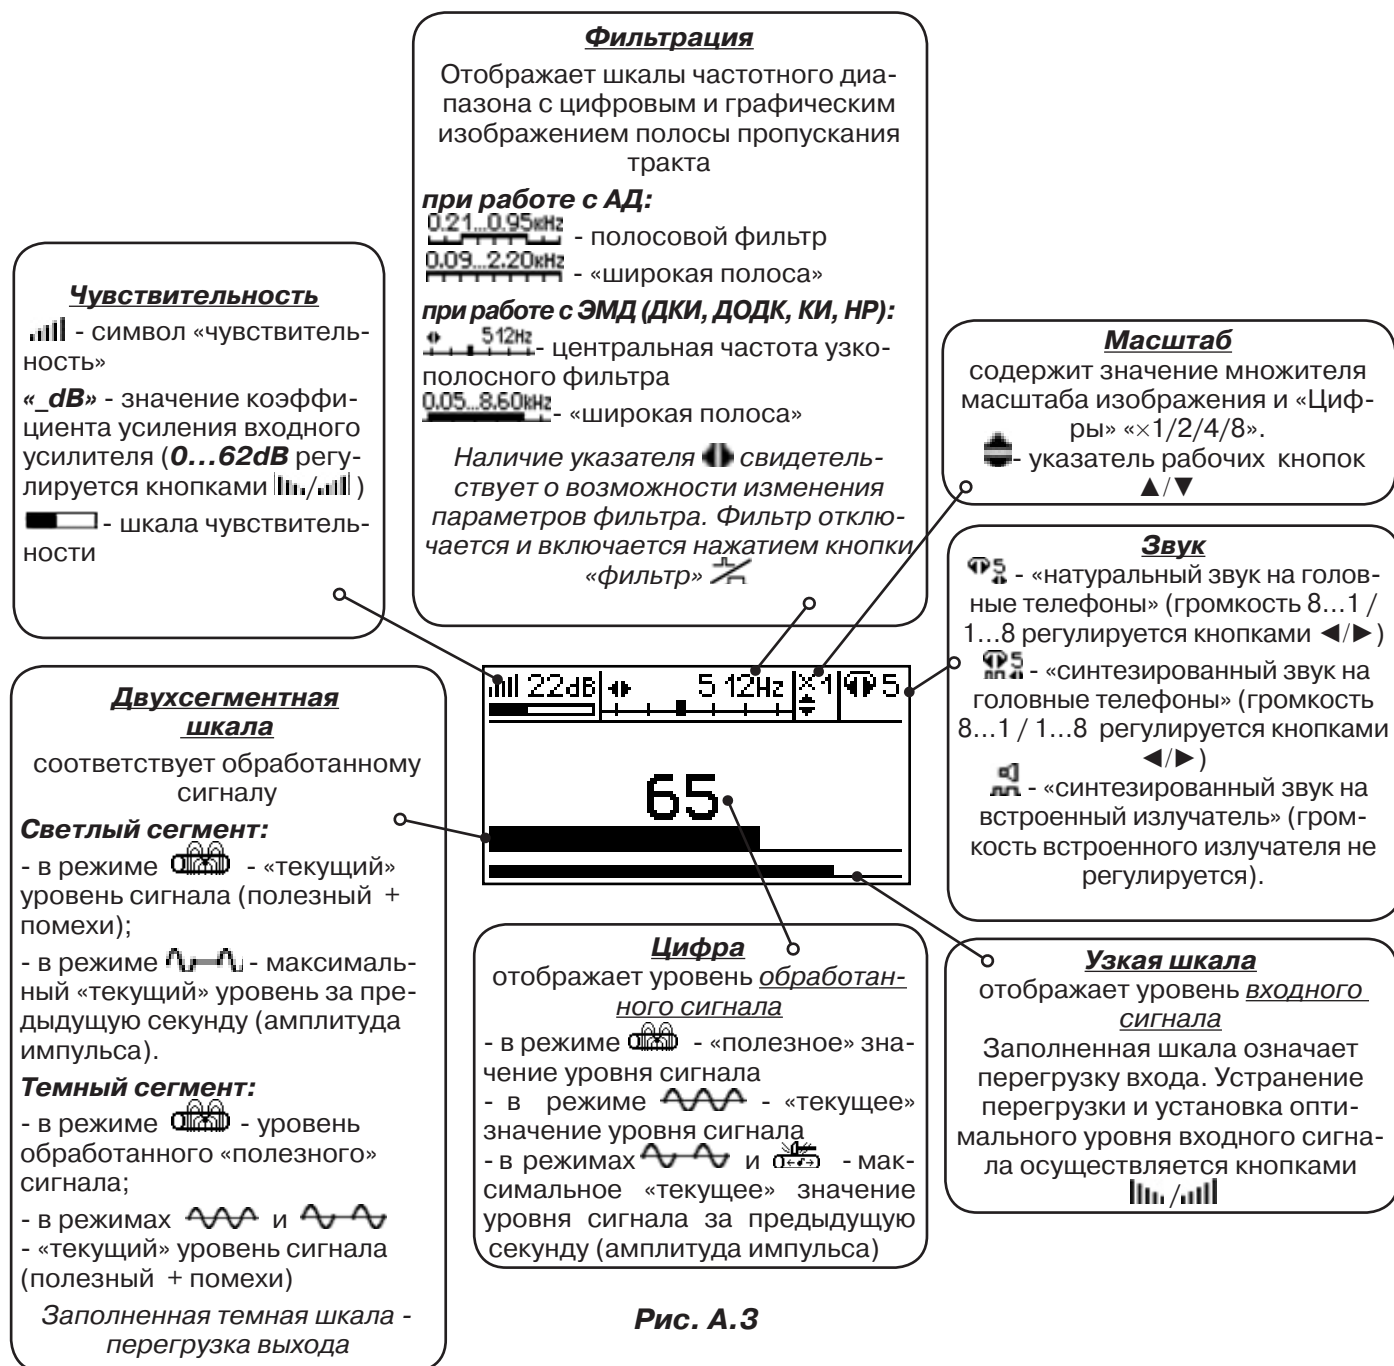 Фильтрация
Отображает шкалы частотного диа-
пазона с цифровым и графическим
изображением полосы пропускания
тракта
при работе с АД:
0.21...0.95кHz - полосовой фильтр
0.09...2.20кHz - «широкая полоса»
при работе с ЭМД (ДКИ, ДОДК, КИ, НР):
512Hz - центральная частота узко-
полосного фильтра
0.05...8.60кHz - «широкая полоса»
Наличие указателя свидетель-
ствует о возможности изменения
параметров фильтра. Фильтр отклю-
чается и включается нажатием кнопки
«фильтр»
Чувствительность
- символ «чувствитель-
ность»
«_dB» - значение коэффи-
циента усиления входного
усилителя (0...62dB регу-
лируется кнопками / )
- шкала чувствитель-
ности
Масштаб
содержит значение множителя
масштаба изображения и «Циф-
ры» «×1/2/4/8».
- указатель рабочих кнопок
▲/▼
Звук
5 - «натуральный звук на голов-
ные телефоны» (громкость 8...1 /
1...8 регулируется кнопками ◄/►)
5 - «синтезированный звук на
головные телефоны» (громкость
8...1 / 1...8 регулируется кнопками
◄/►)
- «синтезированный звук на
встроенный излучатель» (гром-
кость встроенного излучателя не
регулируется).
22dB 512Hz ×1 5
65
Двухсегментная
шкала
соответствует обработанному
сигналу
Светлый сегмент:
- в режиме - «текущий»
уровень сигнала (полезный +
помехи);
- в режиме - максималь-
ный «текущий» уровень за пре-
дыдущую секунду (амплитуда
импульса).
Темный сегмент:
- в режиме - уровень
обработанного «полезного»
сигнала;
- в режимах и
- «текущий» уровень сигнала
(полезный + помехи)
Заполненная темная шкала -
перегрузка выхода
Цифра
отображает уровень обработан-
ного сигнала
- в режиме - «полезное» зна-
чение уровня сигнала
- в режиме - «текущее»
значение уровня сигнала
- в режимах и - мак-
симальное «текущее» значение
уровня сигнала за предыдущую
секунду (амплитуда импульса)
Узкая шкала
отображает уровень входного
сигнала
Заполненная шкала означает
перегрузку входа. Устранение
перегрузки и установка опти-
мального уровня входного сигна-
ла осуществляется кнопками
/
Рис. А.3